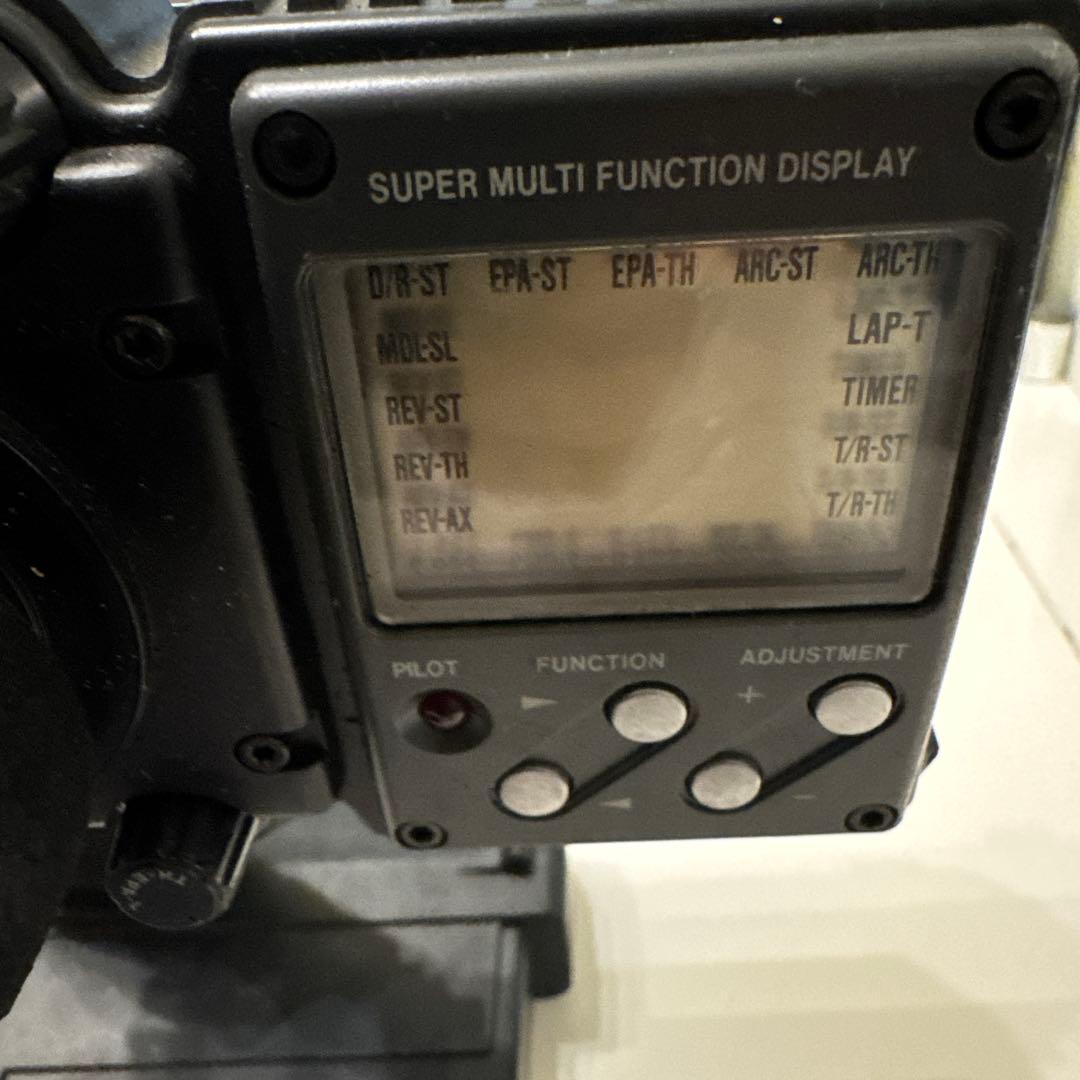 SUPER MULTI FUNCTION DISPLAY
D/R-ST EPA-ST EPA-TH ARC-ST ARC-TH
MDL-SL LAP-T
REV-ST TIMER
REV-TH T/R-ST
REV-AX T/R-TH
PILOT FUNCTION ADJUSTMENT
+
−